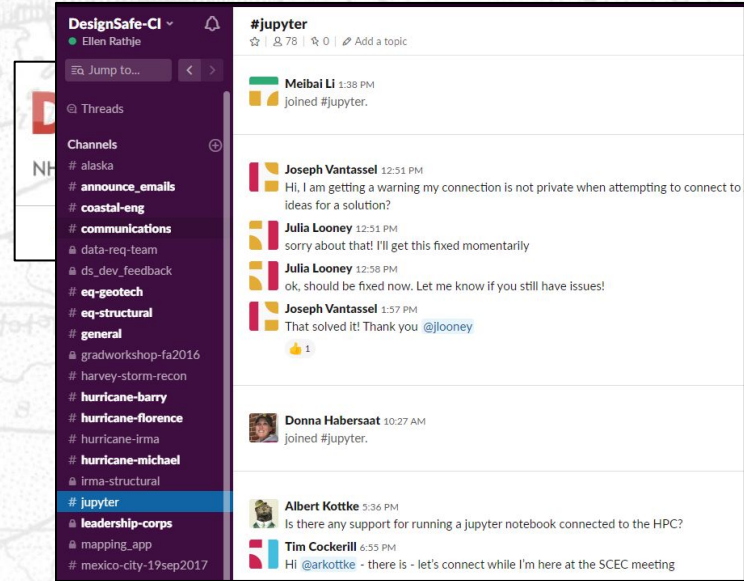 DesignSafe-CI
Ellen Rathje
Jump to...
Threads
Channels
# alaska
# announce_emails
# coastal-eng
# communications
data-req-team
ds_dev_feedback
# eq-geotech
# eq-structural
# general
gradworkshop-fa2016
# harvey-storm-recon
# hurricane-barry
# hurricane-florence
# hurricane-irma
# hurricane-michael
irma-structural
# jupyter
leadership-corps
mapping_app
# mexico-city-19sep2017
D
NH
#jupyter
78 | 0 | Add a topic
Meibai Li 1:38 PM
joined #jupyter.
Joseph Vantassel 12:51 PM
Hi, I am getting a warning my connection is not private when attempting to connect to
ideas for a solution?
Julia Looney 12:51 PM
sorry about that! I'll get this fixed momentarily
Julia Looney 12:58 PM
ok, should be fixed now. Let me know if you still have issues!
Joseph Vantassel 1:57 PM
That solved it! Thank you @jlooney
👍 1
Donna Habersaat 10:27 AM
joined #jupyter.
Albert Kottke 5:36 PM
Is there any support for running a jupyter notebook connected to the HPC?
Tim Cockerill 6:55 PM
Hi @arkottke - there is - let's connect while I'm here at the SCEC meeting